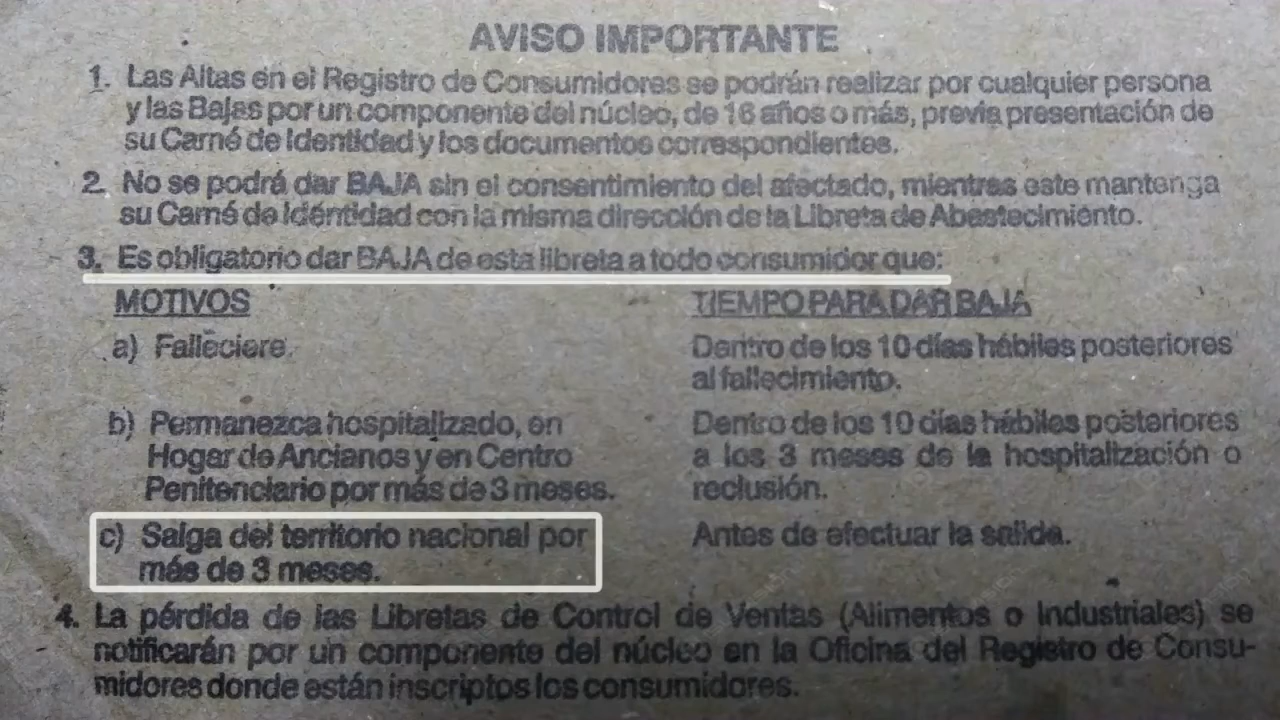 AVISO IMPORTANTE
1. Las Altas en el Registro de Consumidores se podrán realizar por cualquier persona
y las Bajas por un componente del núcleo, de 16 años o más, previa presentación de
su Carné de Identidad y los documentos correspondientes.
2. No se podrá dar BAJA sin el consentimiento del afectado, mientras este mantenga
su Carné de Identidad con la misma dirección de la Libreta de Abastecimiento.
3. Es obligatorio dar BAJA de esta libreta a todo consumidor que:
MOTIVOS TIEMPO PARA DAR BAJA
a) Falleciere. Dentro de los 10 días hábiles posteriores
al fallecimiento.
b) Permanezca hospitalizado, en Dentro de los 10 días hábiles posteriores
Hogar de Ancianos y en Centro a los 3 meses de la hospitalización o
Penitenciario por más de 3 meses. reclusión.
c) Salga del territorio nacional por Antes de efectuar la salida.
más de 3 meses.
4. La pérdida de las Libretas de Control de Ventas (Alimentos o Industriales) se
notificarán por un componente del núcleo en la Oficina del Registro de Consu-
midores donde están inscriptos los consumidores.